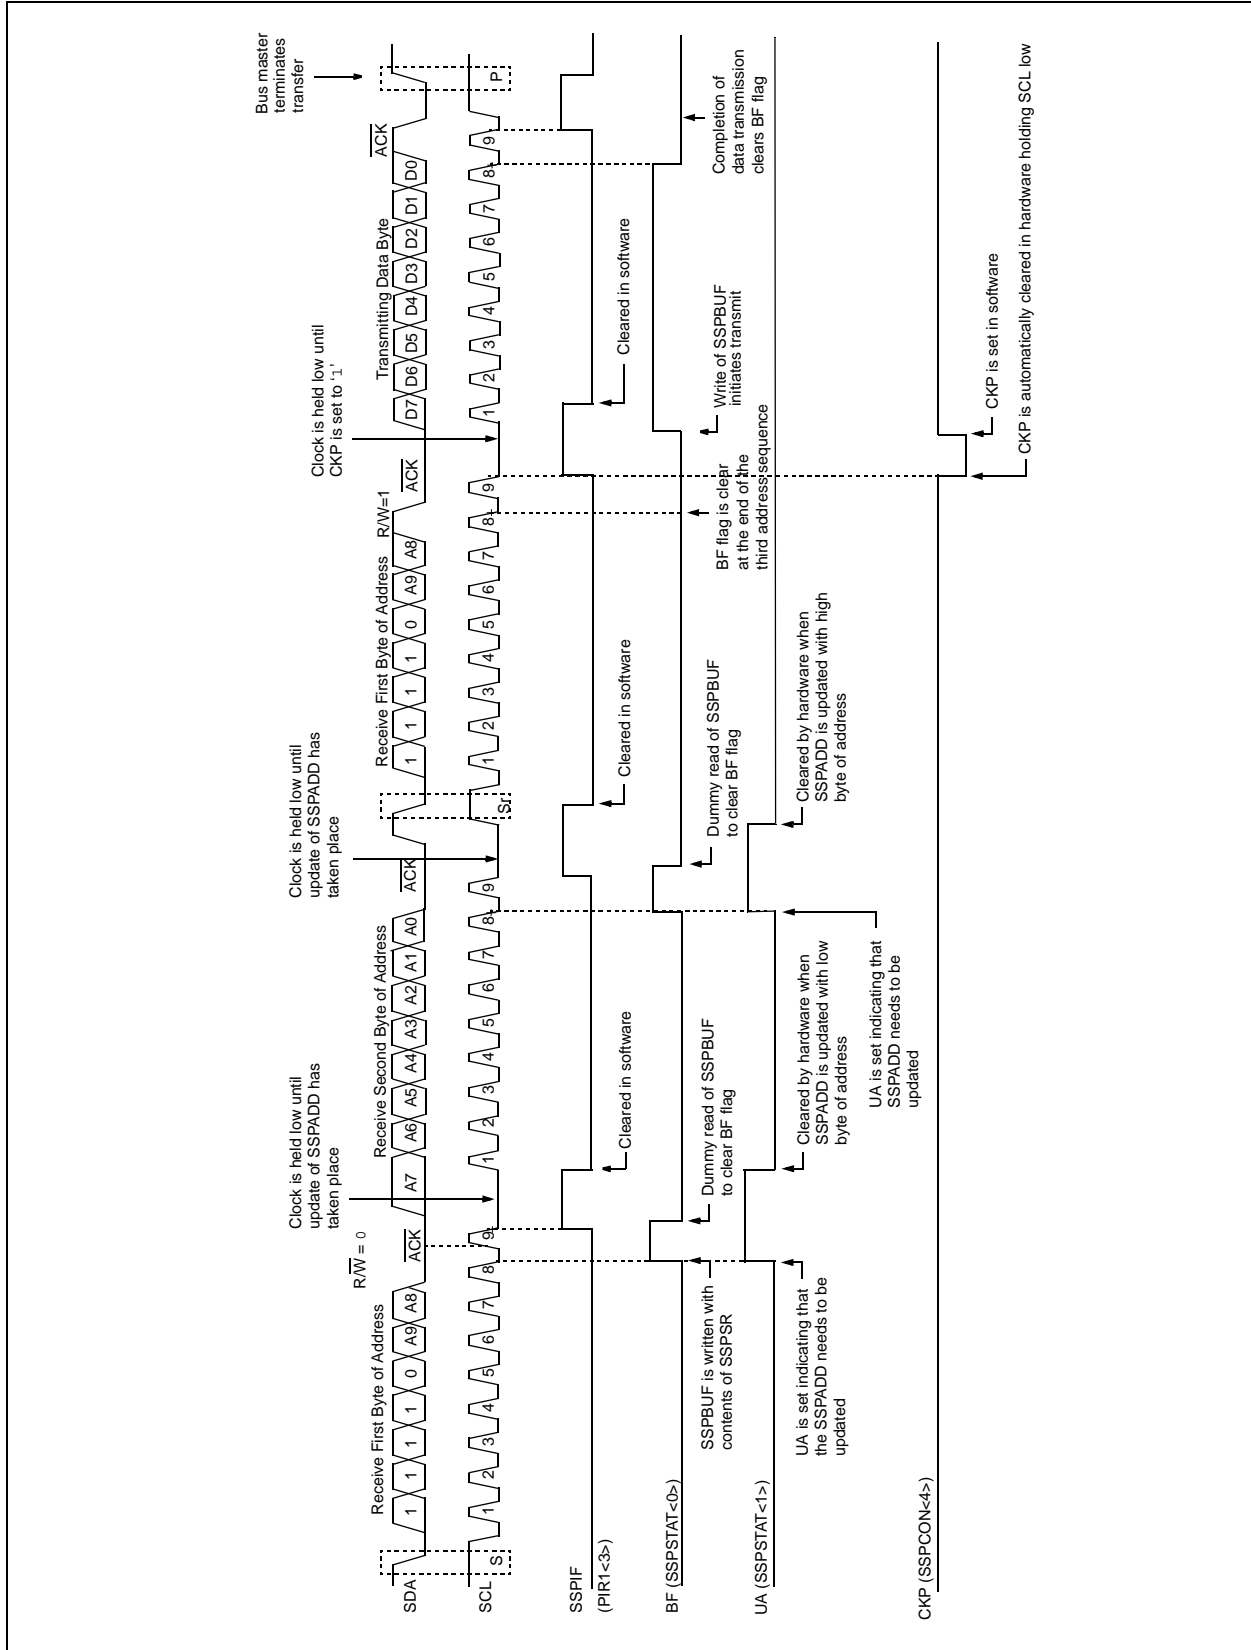 Bus master
terminates
transfer
Clock is held low until
update of SSPADD has
taken place
Clock is held low until
update of SSPADD has
taken place
Clock is held low until
CKP is set to ‘1’
R/W = 0
Receive First Byte of Address
ACK
Receive Second Byte of Address
ACK
Receive First Byte of Address
R/W=1
ACK
Transmitting Data Byte
ACK
SDA
1 1 1 1 0 A9 A8
A7 A6 A5 A4 A3 A2 A1 A0
1 1 1 1 0 A9 A8
D7 D6 D5 D4 D3 D2 D1 D0
SCL
S 1 2 3 4 5 6 7 8 9
1 2 3 4 5 6 7 8 9
Sr 1 2 3 4 5 6 7 8 9
1 2 3 4 5 6 7 8 9 P
SSPIF
(PIR1<3>)
Cleared in software
Cleared in software
Cleared in software
BF (SSPSTAT<0>)
SSPBUF is written with
contents of SSPSR
Dummy read of SSPBUF
to clear BF flag
Dummy read of SSPBUF
to clear BF flag
BF flag is clear
at the end of the
third address sequence
Write of SSPBUF
initiates transmit
Completion of
data transmission
clears BF flag
UA (SSPSTAT<1>)
UA is set indicating that
the SSPADD needs to be
updated
Cleared by hardware when
SSPADD is updated with low
byte of address
UA is set indicating that
SSPADD needs to be
updated
Cleared by hardware when
SSPADD is updated with high
byte of address
CKP (SSPCON<4>)
CKP is set in software
CKP is automatically cleared in hardware holding SCL low